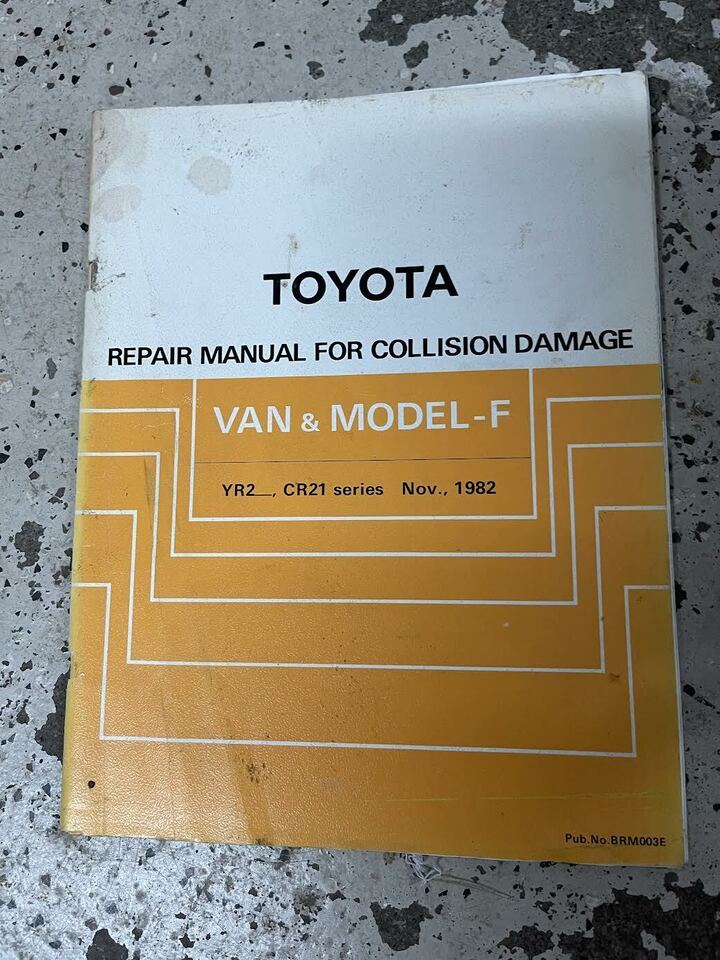 TOYOTA
REPAIR MANUAL FOR COLLISION DAMAGE
VAN & MODEL-F
YR2__, CR21 series Nov., 1982
Pub.No.BRM003E